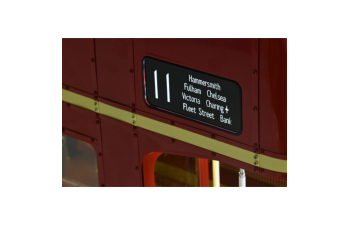 11
Hammersmith
Fulham Chelsea
Victoria Charing +
Fleet Street Bank